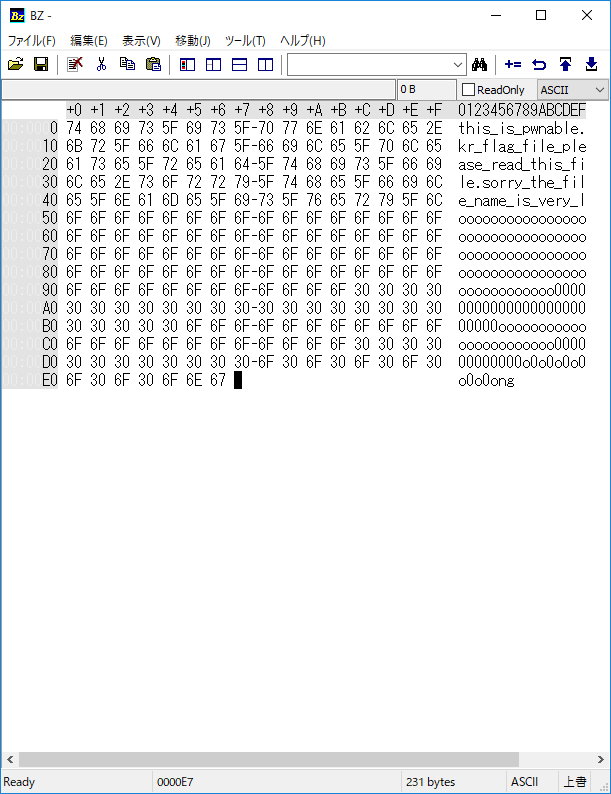 BZ -
ファイル(F) 編集(E) 表示(V) 移動(J) ツール(T) ヘルプ(H)
0 B ReadOnly ASCII
+0 +1 +2 +3 +4 +5 +6 +7 +8 +9 +A +B +C +D +E +F 0123456789ABCDEF
0 74 68 69 73 5F 69 73 5F-70 77 6E 61 62 6C 65 2E this_is_pwnable.
10 6B 72 5F 66 6C 61 67 5F-66 69 6C 65 5F 70 6C 65 kr_flag_file_ple
20 61 73 65 5F 72 65 61 64-5F 74 68 69 73 5F 66 69 ase_read_this_fi
30 6C 65 2E 73 6F 72 72 79-5F 74 68 65 5F 66 69 6C le.sorry_the_fil
40 65 5F 6E 61 6D 65 5F 69-73 5F 76 65 72 79 5F 6C e_name_is_very_l
50 6F 6F 6F 6F 6F 6F 6F 6F-6F 6F 6F 6F 6F 6F 6F 6F oooooooooooooooo
60 6F 6F 6F 6F 6F 6F 6F 6F-6F 6F 6F 6F 6F 6F 6F 6F oooooooooooooooo
70 6F 6F 6F 6F 6F 6F 6F 6F-6F 6F 6F 6F 6F 6F 6F 6F oooooooooooooooo
80 6F 6F 6F 6F 6F 6F 6F 6F-6F 6F 6F 6F 6F 6F 6F 6F oooooooooooooooo
90 6F 6F 6F 6F 6F 6F 6F 6F-6F 6F 6F 6F 30 30 30 30 oooooooooooo0000
A0 30 30 30 30 30 30 30 30-30 30 30 30 30 30 30 30 0000000000000000
B0 30 30 30 30 30 6F 6F 6F-6F 6F 6F 6F 6F 6F 6F 6F 00000ooooooooooo
C0 6F 6F 6F 6F 6F 6F 6F 6F-6F 6F 6F 6F 30 30 30 30 oooooooooooo0000
D0 30 30 30 30 30 30 30 30-6F 30 6F 30 6F 30 6F 30 00000000o0o0o0o0
E0 6F 30 6F 30 6F 6E 67 o0o0ong
Ready 0000E7 231 bytes ASCII 上書